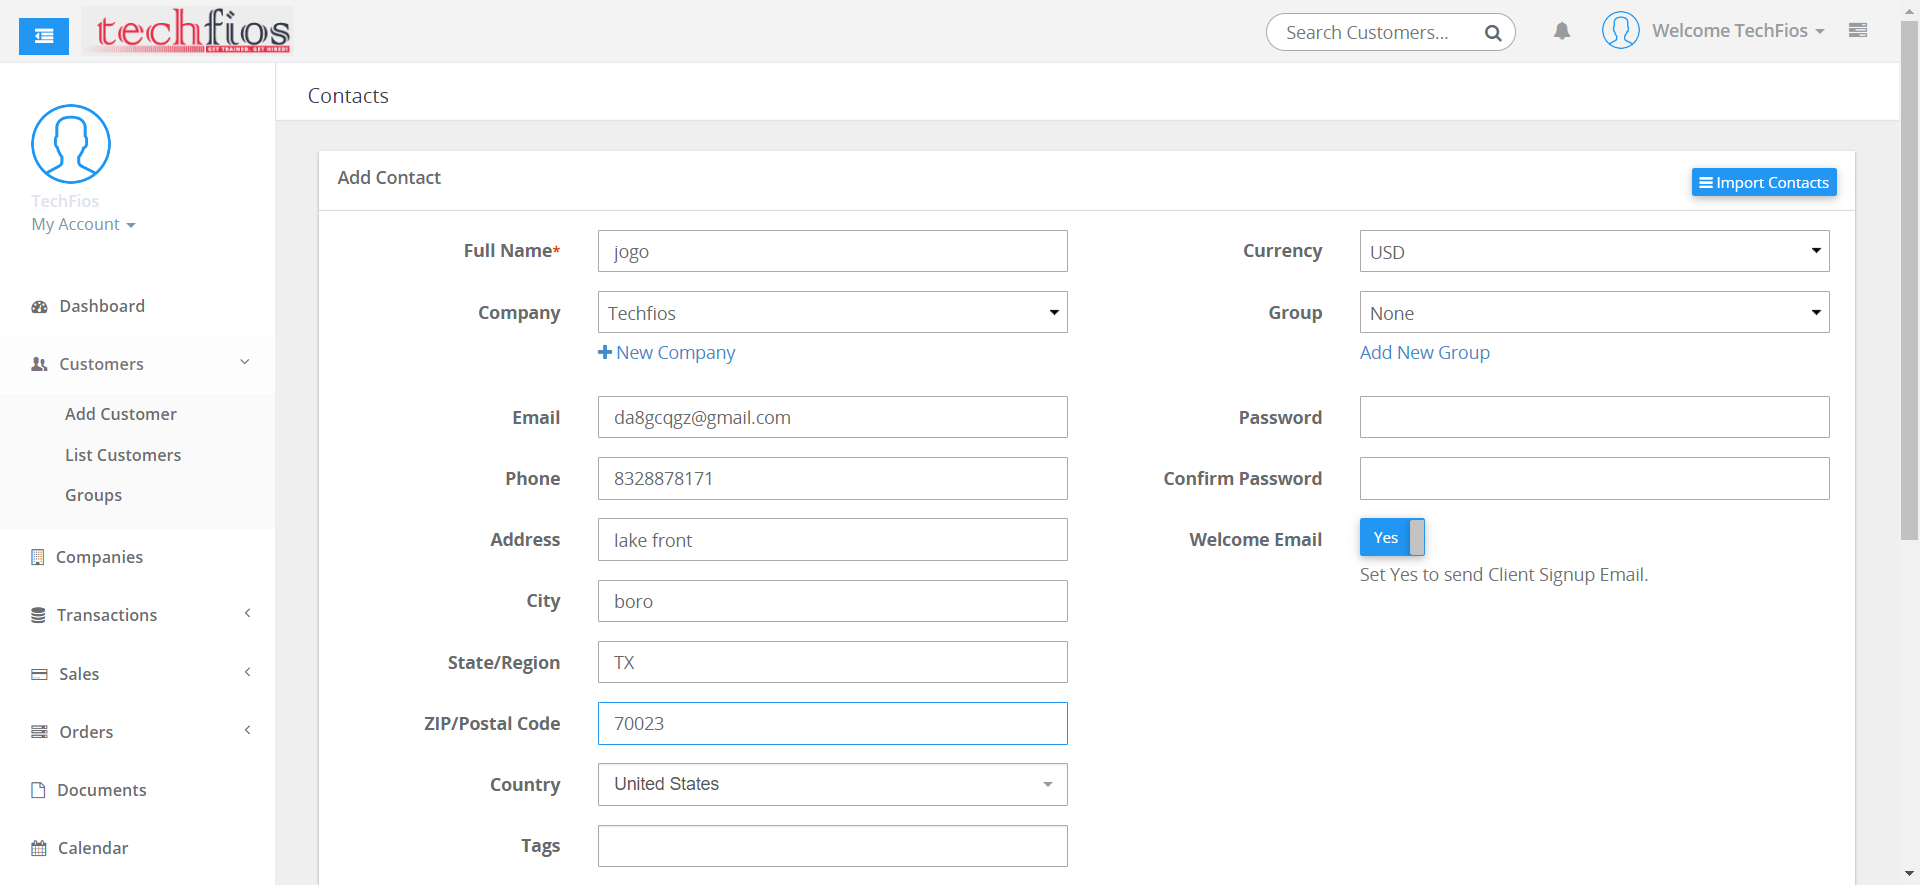 techfios
GET TRAINED. GET HIRED!
Search Customers...
Welcome TechFios
TechFios
My Account
Dashboard
Customers
Add Customer
List Customers
Groups
Companies
Transactions
Sales
Orders
Documents
Calendar
Contacts
Add Contact
Import Contacts
Full Name*
jogo
Company
Techfios
New Company
Email
da8gcqgz@gmail.com
Phone
8328878171
Address
lake front
City
boro
State/Region
TX
ZIP/Postal Code
70023
Country
United States
Tags
Currency
USD
Group
None
Add New Group
Password
Confirm Password
Welcome Email
Yes
Set Yes to send Client Signup Email.